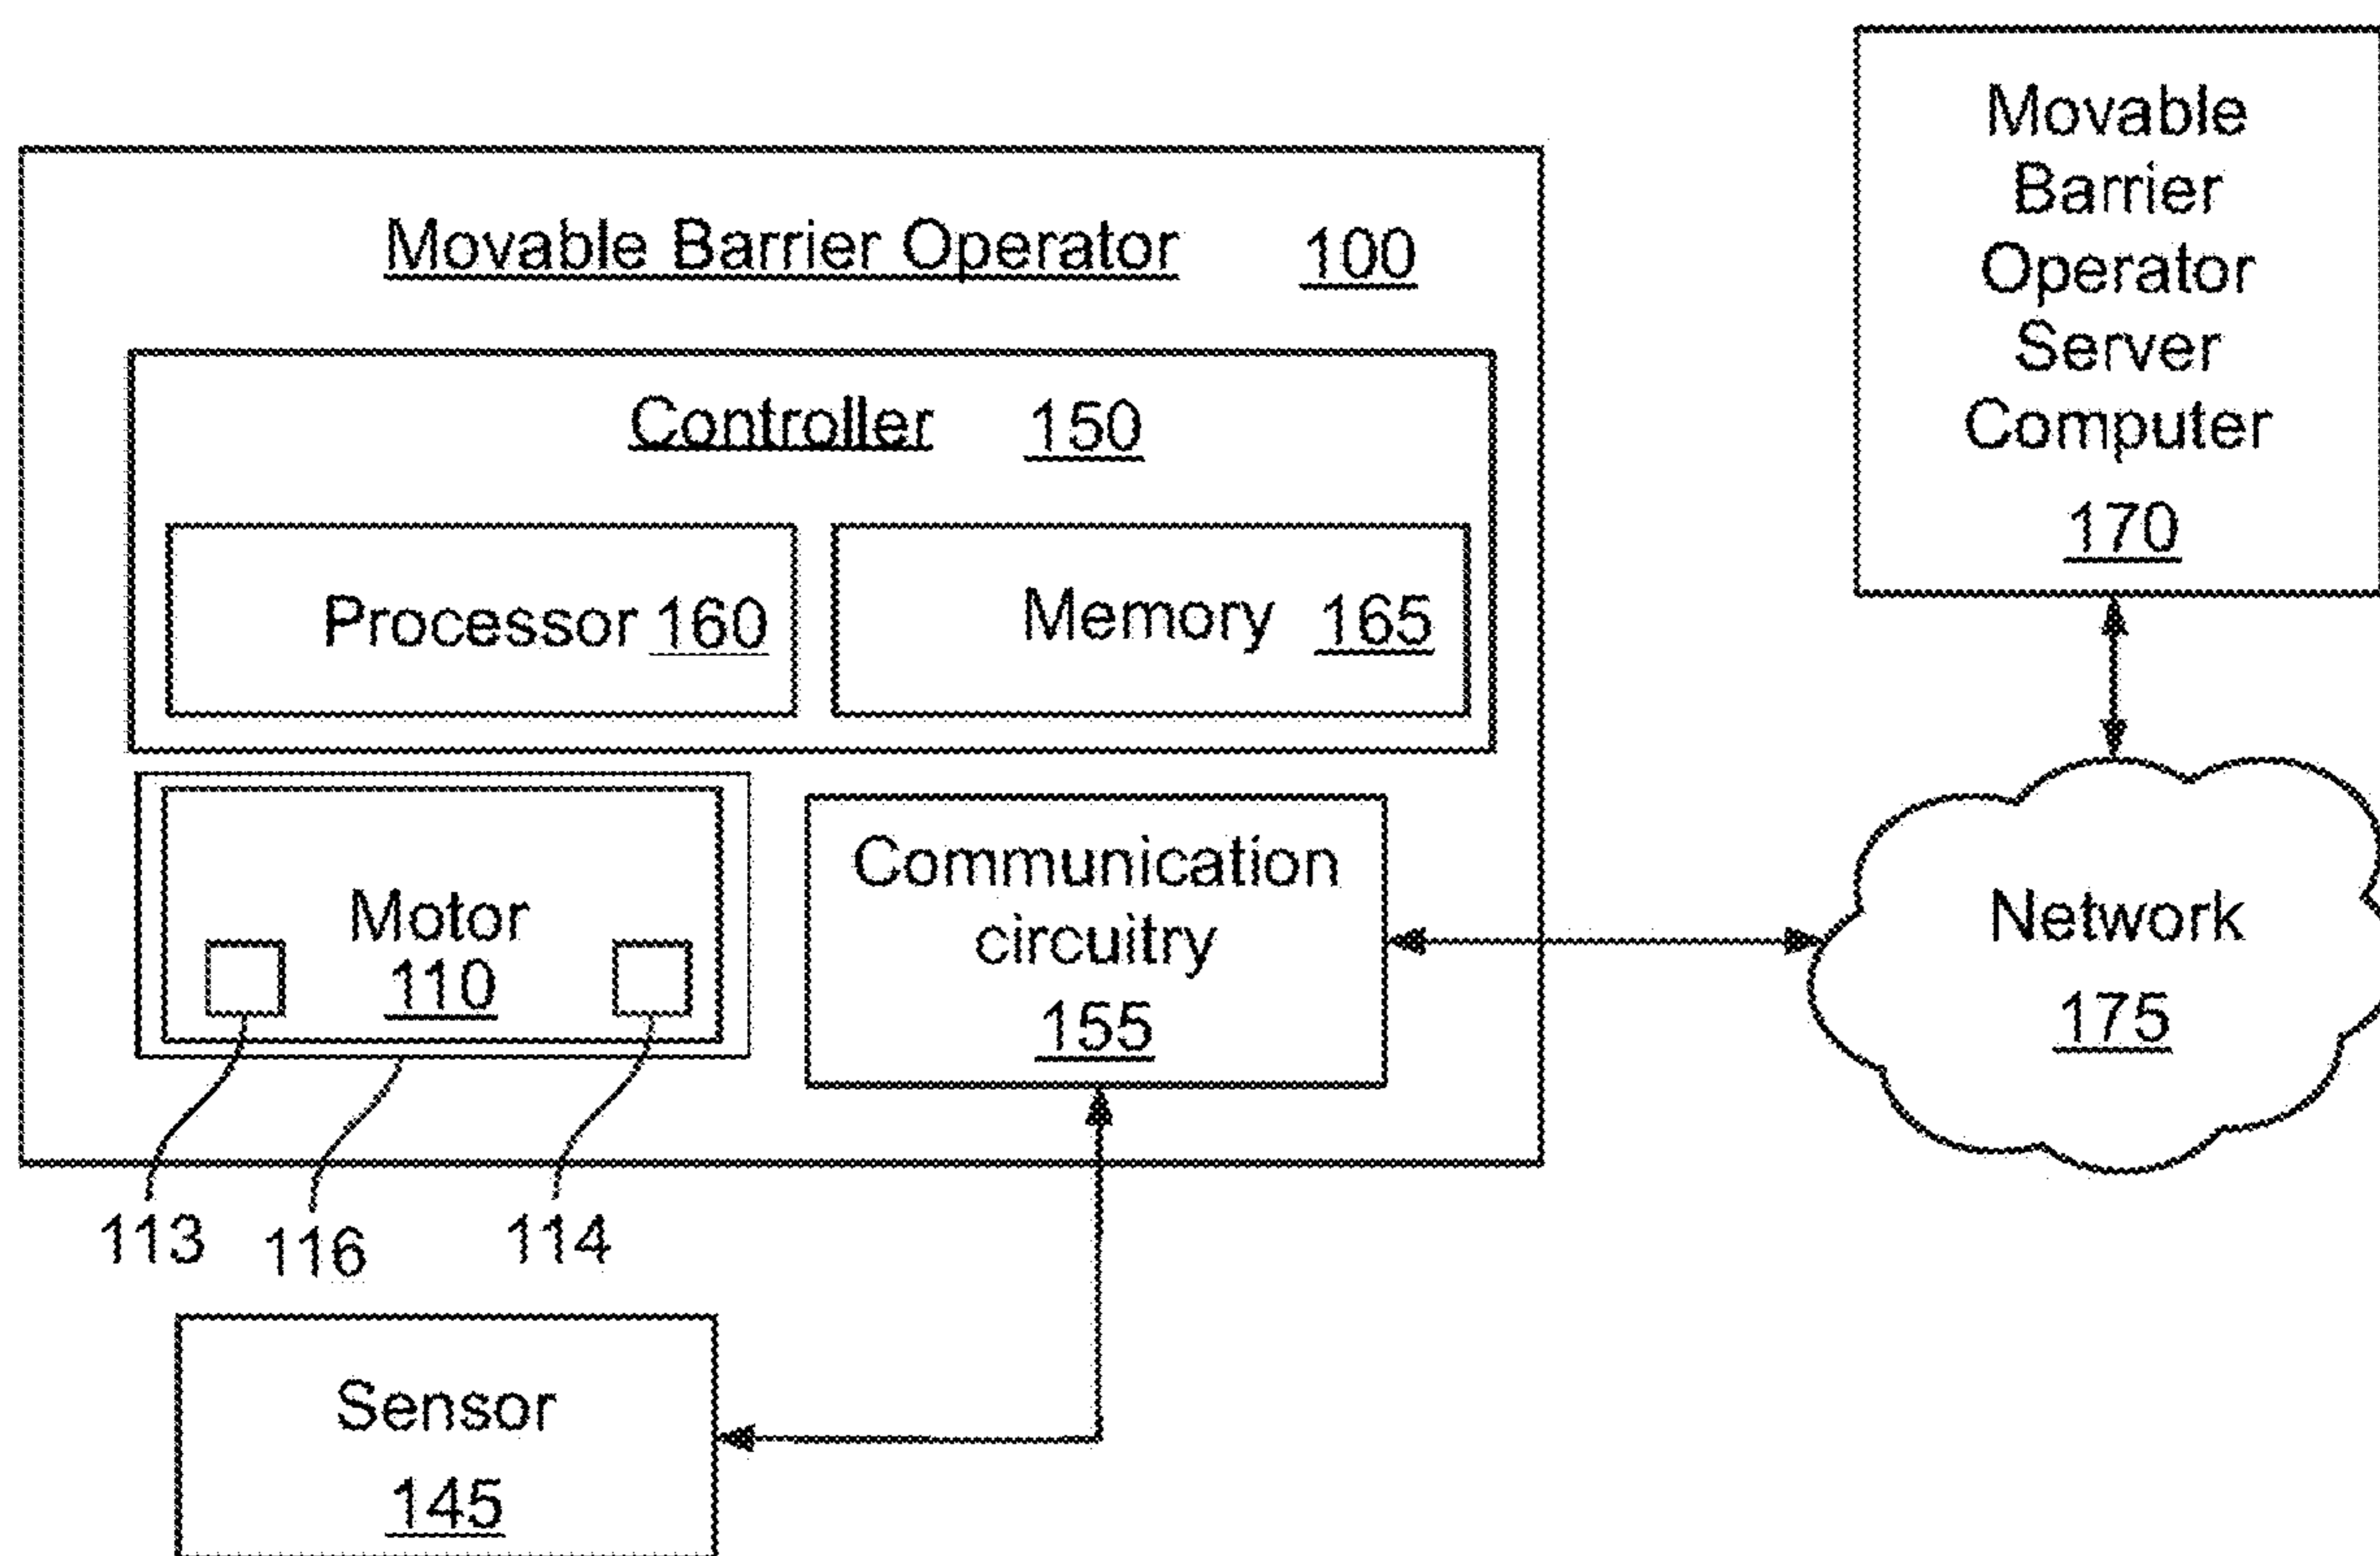 Movable Barrier Operator 100
Controller 150
Processor 160
Memory 165
Motor
110
Communication
circuitry
155
113
116
114
Sensor
145
Movable
Barrier
Operator
Server
Computer
170
Network
175